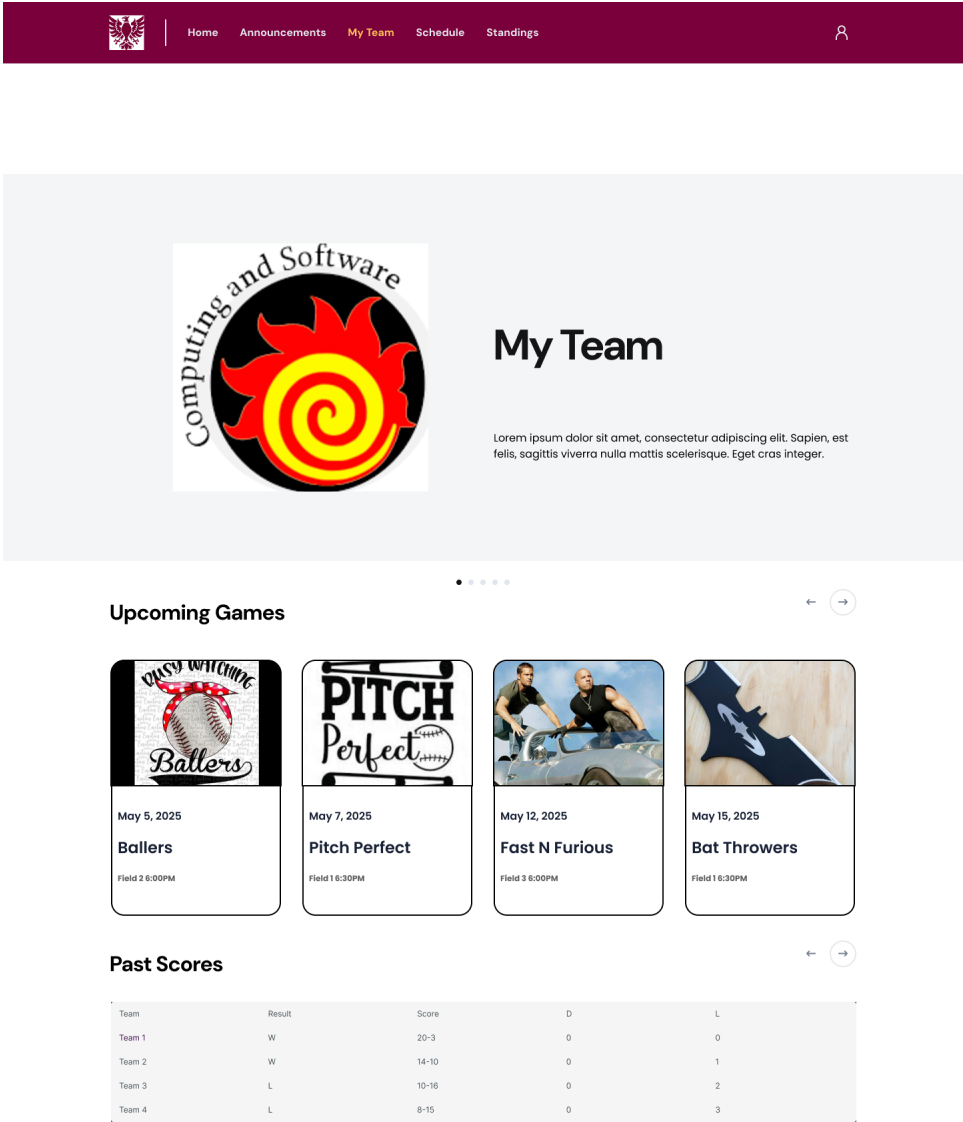 Home Announcements My Team Schedule Standings
Computing and Software
My Team
Lorem ipsum dolor sit amet, consectetur adipiscing elit. Sapien, est
felis, sagittis viverra nulla mattis scelerisque. Eget cras integer.
Upcoming Games
BUSY WATCHING
Ballers
PITCH
Perfect
May 5, 2025
Ballers
Field 2 6:00PM
May 7, 2025
Pitch Perfect
Field 1 6:30PM
May 12, 2025
Fast N Furious
Field 3 6:00PM
May 15, 2025
Bat Throwers
Field 1 6:30PM
Past Scores
Team Result Score D L
Team 1 W 20-3 0 0
Team 2 W 14-10 0 1
Team 3 L 10-16 0 2
Team 4 L 8-15 0 3